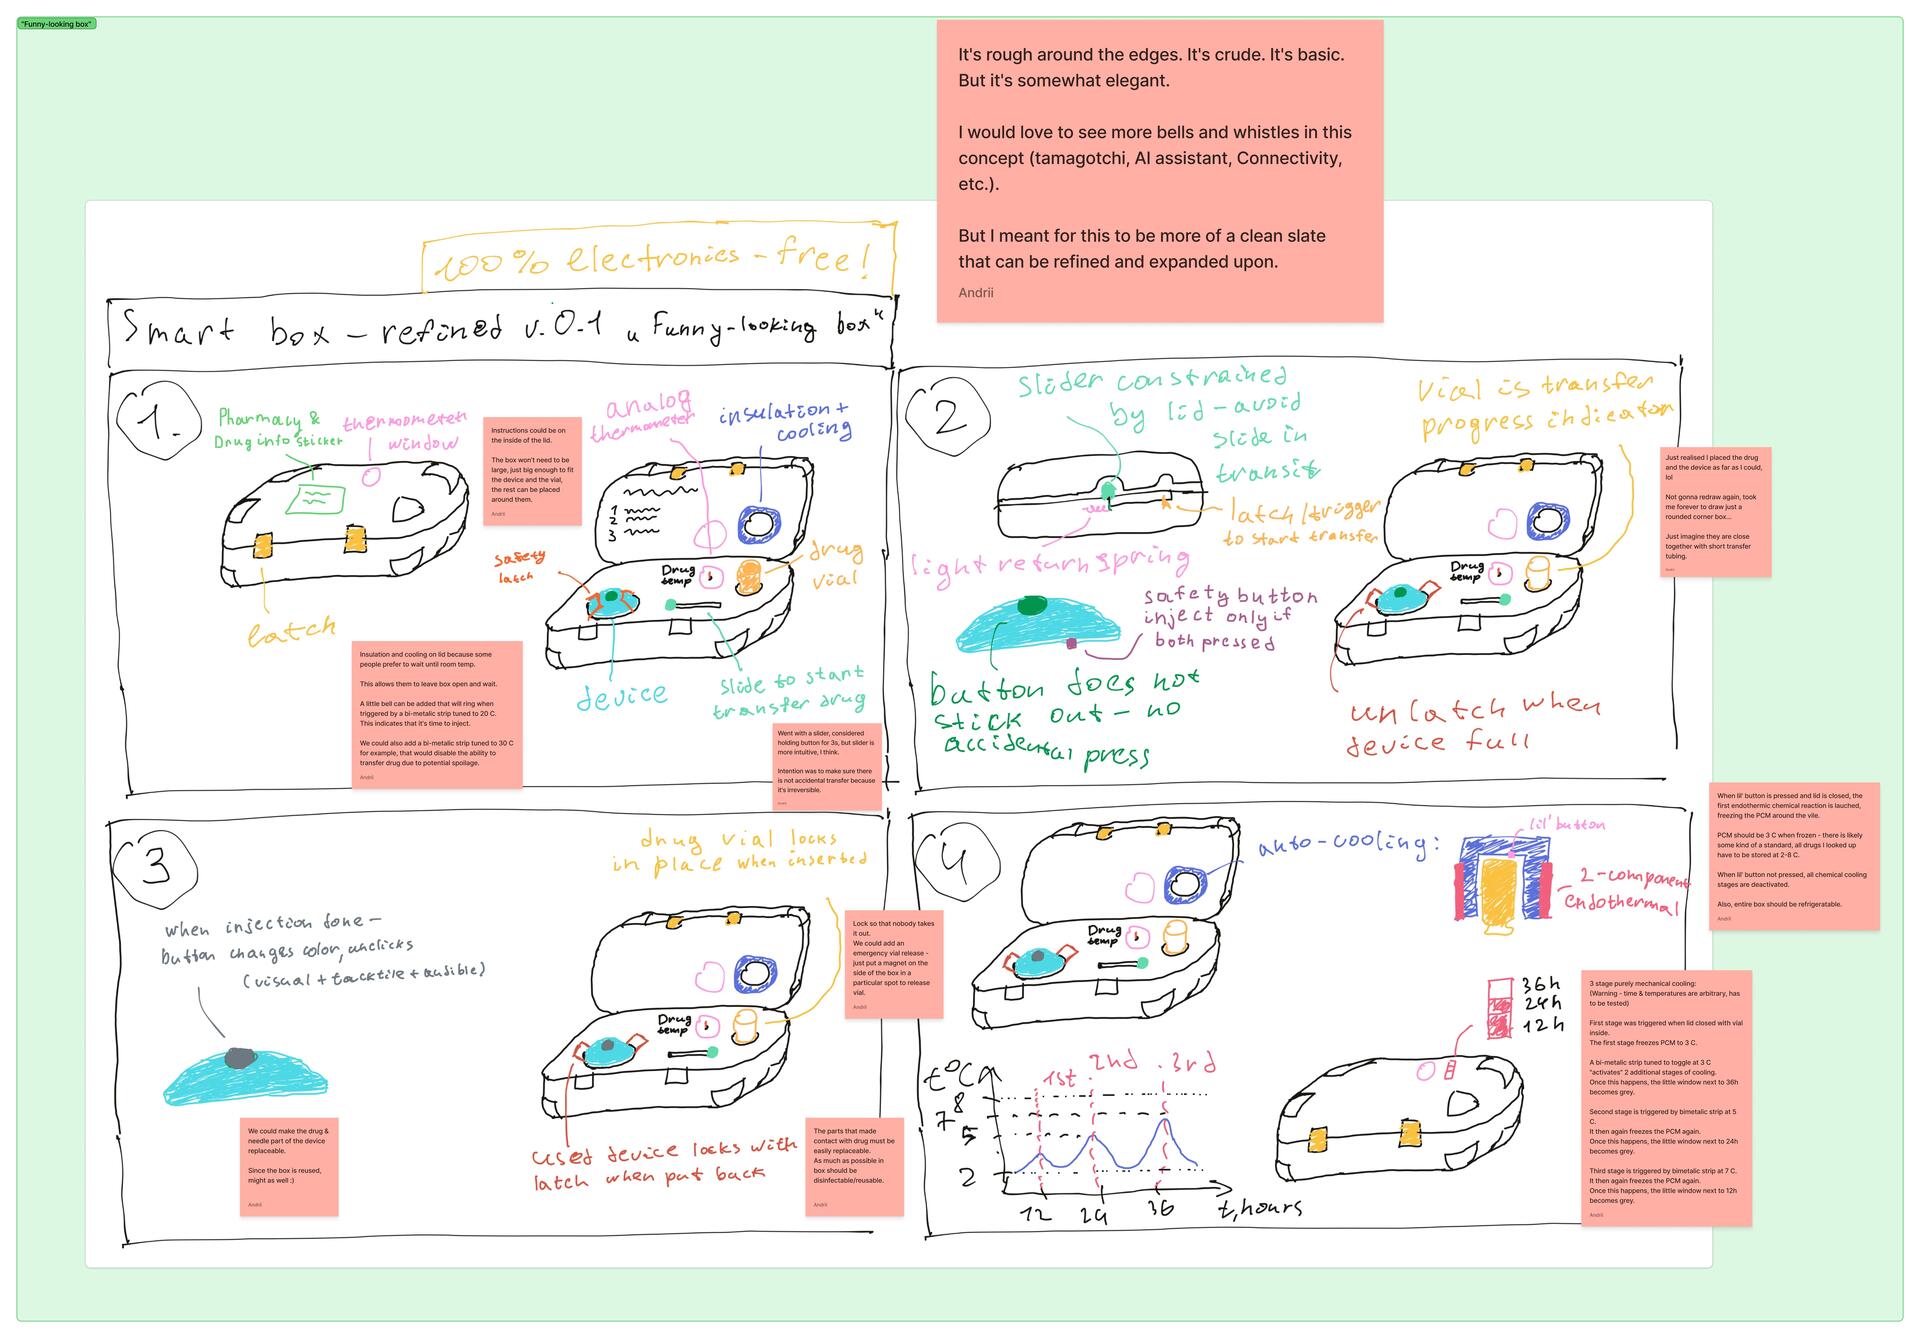 "Funny-looking box"
It's rough around the edges. It's crude. It's basic.
But it's somewhat elegant.
I would love to see more bells and whistles in this
concept (tamagotchi, AI assistant, Connectivity,
etc.).
But I meant for this to be more of a clean slate
that can be refined and expanded upon.
Andrii
100% electronics-free!
Smart box - refined v.0.1 „Funny-looking box"
1.
Pharmacy &
Drug info sticker
thermometer
window
latch
Instructions could be on
the inside of the lid.
The box won't need to be
large, just big enough to fit
the device and the vial,
the rest can be placed
around them.
Andrii
analog
thermometer
insulation +
cooling
1
2
3
safety
latch
Drug
temp
drug
vial
device
slide to start
transfer drug
Insulation and cooling on lid because some
people prefer to wait until room temp.
This allows them to leave box open and wait.
A little bell can be added that will ring when
triggered by a bi-metalic strip tuned to 20 C.
This indicates that it's time to inject.
We could also add a bi-metalic strip tuned to 30 C
for example, that would disable the ability to
transfer drug due to potential spoilage.
Andrii
Went with a slider, considered
holding button for 3s, but slider is
more intuitive, I think.
Intention was to make sure there
is not accidental transfer because
it's irreversible.
Andrii
2
slider constrained
by lid - avoid
slide in
transit
latch/trigger
to start transfer
light return spring
safety button
inject only if
both pressed
button does not
stick out - no
accidental press
Vial is transfer
progress indicator
Drug
temp
unlatch when
device full
Just realised I placed the drug
and the device as far as I could,
lol
Not gonna redraw again, took
me forever to draw just a
rounded corner box...
Just imagine they are close
together with short transfer
tubing.
Andrii
3
when injection done -
button changes color, unclicks
(visual + tacktile + audible)
drug vial locks
in place when inserted
Drug
temp
used device locks with
latch when put back
Lock so that nobody takes
it out.
We could add an
emergency vial release -
just put a magnet on the
side of the box in a
particular spot to release
vial.
Andrii
We could make the drug &
needle part of the device
replaceable.
Since the box is reused,
might as well :)
Andrii
The parts that made
contact with drug must be
easily replaceable.
As much as possible in
box should be
disinfectable/reusable.
Andrii
4
auto-cooling:
lil' button
2-component
endothermal
Drug
temp
36h
24h
12h
t°C
8
7
5
2
1st
2nd
3rd
12
24
36
t, hours
When lil' button is pressed and lid is closed, the
first endothermic chemical reaction is lauched,
freezing the PCM around the vile.
PCM should be 3 C when frozen - there is likely
some kind of a standard, all drugs I looked up
have to be stored at 2-8 C.
When lil' button not pressed, all chemical cooling
stages are deactivated.
Also, entire box should be refrigeratable.
Andrii
3 stage purely mechanical cooling:
(Warning - time & temperatures are arbitrary, has
to be tested)
First stage was triggered when lid closed with vial
inside.
The first stage freezes PCM to 3 C.
A bi-metalic strip tuned to toggle at 3 C
"activates" 2 additional stages of cooling.
Once this happens, the little window next to 36h
becomes grey.
Second stage is triggered by bimetalic strip at 5
C.
It then again freezes the PCM again.
Once this happens, the little window next to 24h
becomes grey.
Third stage is triggered by bimetalic strip at 7 C.
It then again freezes the PCM again.
Once this happens, the little window next to 12h
becomes grey.
Andrii